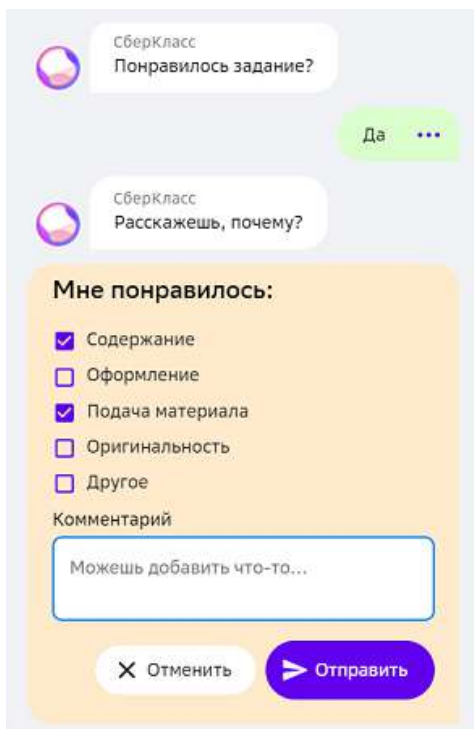 СберКласс
Понравилось задание?
Да
СберКласс
Расскажешь, почему?
Мне понравилось:
Содержание
Оформление
Подача материала
Оригинальность
Другое
Комментарий
Можешь добавить что-то...
Отменить
Отправить